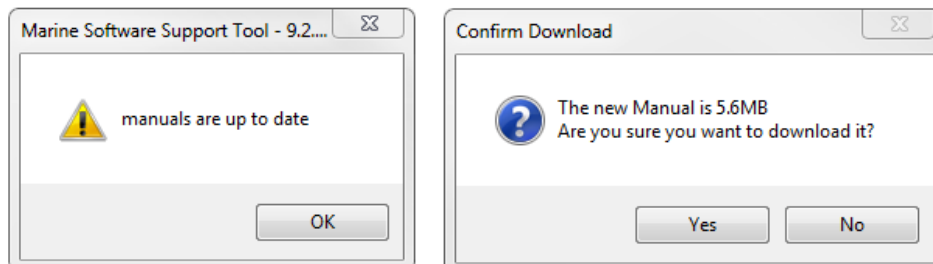 Marine Software Support Tool - 9.2....
manuals are up to date
OK
Confirm Download
The new Manual is 5.6MB
Are you sure you want to download it?
Yes
No